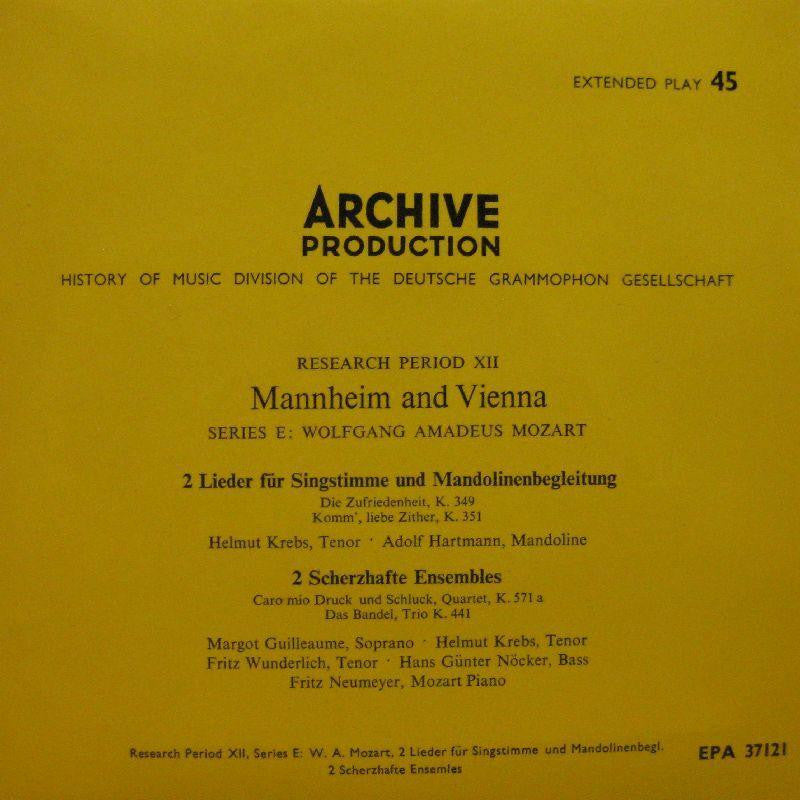 EXTENDED PLAY 45
ARCHIVE
PRODUCTION
HISTORY OF MUSIC DIVISION OF THE DEUTSCHE GRAMMOPHON GESELLSCHAFT
RESEARCH PERIOD XII
Mannheim and Vienna
SERIES E: WOLFGANG AMADEUS MOZART
2 Lieder für Singstimme und Mandolinenbegleitung
Die Zufriedenheit, K. 349
Komm', liebe Zither, K. 351
Helmut Krebs, Tenor · Adolf Hartmann, Mandoline
2 Scherzhafte Ensembles
Caro mio Druck und Schluck, Quartet, K. 571 a
Das Bandel, Trio K. 441
Margot Guilleaume, Soprano · Helmut Krebs, Tenor
Fritz Wunderlich, Tenor · Hans Günter Nöcker, Bass
Fritz Neumeyer, Mozart Piano
Research Period XII, Series E: W. A. Mozart, 2 Lieder für Singstimme und Mandolinenbegl. EPA 37121
2 Scherzhafte Ensemles